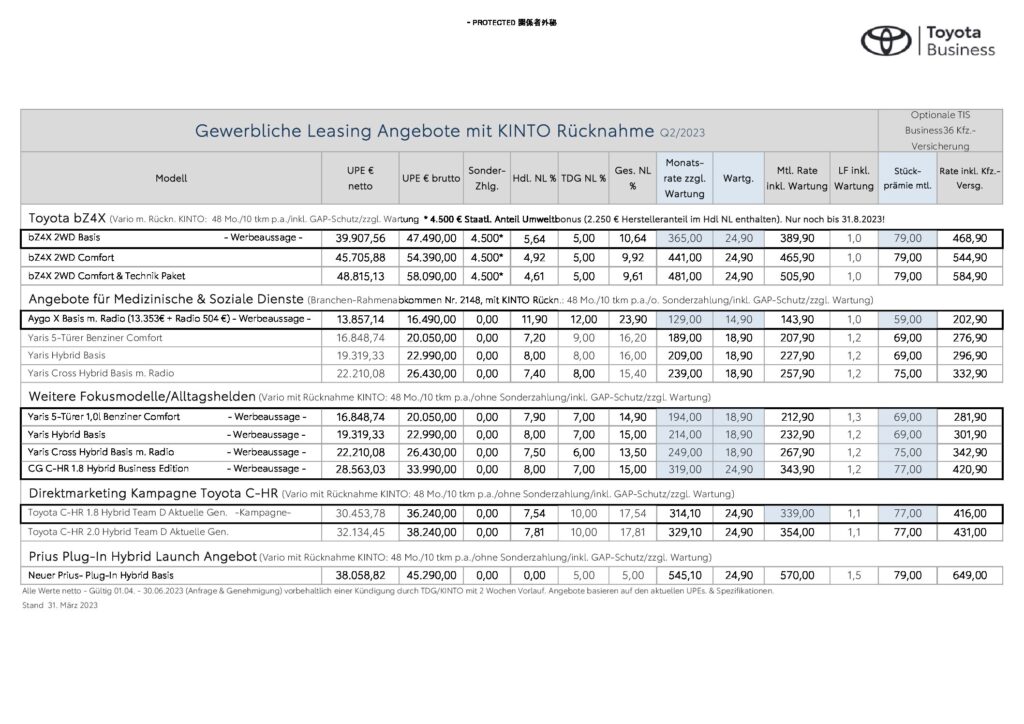 - PROTECTED 関係者外秘
Toyota
Business
Gewerbliche Leasing Angebote mit KINTO Rücknahme Q2/2023
Optionale TIS
Business36 Kfz.-
Versicherung
Modell UPE € netto UPE € brutto Sonder-Zhlg. Hdl. NL % TDG NL % Ges. NL % Monats-rate zzgl. Wartung Wartg. Mtl. Rate inkl. Wartung LF inkl. Wartung Stück-prämie mtl. Rate inkl. Kfz.-Versg.
Toyota bZ4X (Vario m. Rückn. KINTO: 48 Mo./10 tkm p.a./inkl. GAP-Schutz/zzgl. Wartung * 4.500 € Staatl. Anteil Umweltbonus (2.250 € Herstelleranteil im Hdl NL enthalten). Nur noch bis 31.8.2023!
bZ4X 2WD Basis - Werbeaussage - 39.907,56 47.490,00 4.500* 5,64 5,00 10,64 365,00 24,90 389,90 1,0 79,00 468,90
bZ4X 2WD Comfort 45.705,88 54.390,00 4.500* 4,92 5,00 9,92 441,00 24,90 465,90 1,0 79,00 544,90
bZ4X 2WD Comfort & Technik Paket 48.815,13 58.090,00 4.500* 4,61 5,00 9,61 481,00 24,90 505,90 1,0 79,00 584,90
Angebote für Medizinische & Soziale Dienste (Branchen-Rahmenabkommen Nr. 2148, mit KINTO Rückn.: 48 Mo./10 tkm p.a./o. Sonderzahlung/inkl. GAP-Schutz/zzgl. Wartung)
Aygo X Basis m. Radio (13.353€ + Radio 504 €) - Werbeaussage - 13.857,14 16.490,00 0,00 11,90 12,00 23,90 129,00 14,90 143,90 1,0 59,00 202,90
Yaris 5-Türer Benziner Comfort 16.848,74 20.050,00 0,00 7,20 9,00 16,20 189,00 18,90 207,90 1,2 69,00 276,90
Yaris Hybrid Basis 19.319,33 22.990,00 0,00 8,00 8,00 16,00 209,00 18,90 227,90 1,2 69,00 296,90
Yaris Cross Hybrid Basis m. Radio 22.210,08 26.430,00 0,00 7,40 8,00 15,40 239,00 18,90 257,90 1,2 75,00 332,90
Weitere Fokusmodelle/Alltagshelden (Vario mit Rücknahme KINTO: 48 Mo./10 tkm p.a./ohne Sonderzahlung/inkl. GAP-Schutz/zzgl. Wartung)
Yaris 5-Türer 1,0l Benziner Comfort - Werbeaussage - 16.848,74 20.050,00 0,00 7,90 7,00 14,90 194,00 18,90 212,90 1,3 69,00 281,90
Yaris Hybrid Basis - Werbeaussage - 19.319,33 22.990,00 0,00 8,00 7,00 15,00 214,00 18,90 232,90 1,2 69,00 301,90
Yaris Cross Hybrid Basis m. Radio - Werbeaussage - 22.210,08 26.430,00 0,00 7,50 6,00 13,50 249,00 18,90 267,90 1,2 75,00 342,90
CG C-HR 1.8 Hybrid Business Edition - Werbeaussage - 28.563,03 33.990,00 0,00 8,00 7,00 15,00 319,00 24,90 343,90 1,2 77,00 420,90
Direktmarketing Kampagne Toyota C-HR (Vario mit Rücknahme KINTO: 48 Mo./10 tkm p.a./ohne Sonderzahlung/inkl. GAP-Schutz/zzgl. Wartung)
Toyota C-HR 1.8 Hybrid Team D Aktuelle Gen. -Kampagne- 30.453,78 36.240,00 0,00 7,54 10,00 17,54 314,10 24,90 339,00 1,1 77,00 416,00
Toyota C-HR 2.0 Hybrid Team D Aktuelle Gen. 32.134,45 38.240,00 0,00 7,81 10,00 17,81 329,10 24,90 354,00 1,1 77,00 431,00
Prius Plug-In Hybrid Launch Angebot (Vario mit Rücknahme KINTO: 48 Mo./10 tkm p.a./ohne Sonderzahlung/inkl. GAP-Schutz/zzgl. Wartung)
Neuer Prius- Plug-In Hybrid Basis 38.058,82 45.290,00 0,00 0,00 5,00 5,00 545,10 24,90 570,00 1,5 79,00 649,00
Alle Werte netto - Gültig 01.04. - 30.06.2023 (Anfrage & Genehmigung) vorbehaltlich einer Kündigung durch TDG/KINTO mit 2 Wochen Vorlauf. Angebote basieren auf den aktuellen UPEs. & Spezifikationen.
Stand 31. März 2023